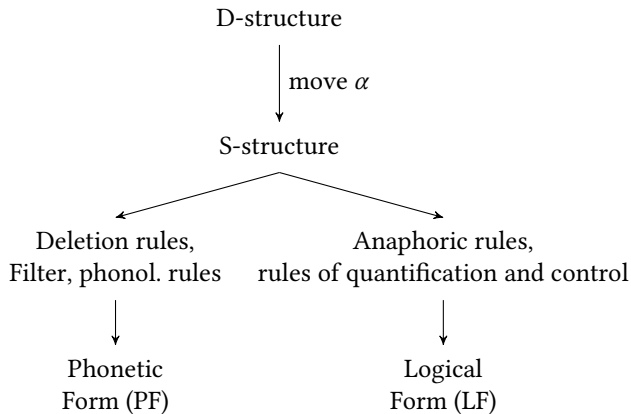 D-structure
move α
S-structure
Deletion rules,
Filter, phonol. rules
Anaphoric rules,
rules of quantification and control
Phonetic
Form (PF)
Logical
Form (LF)